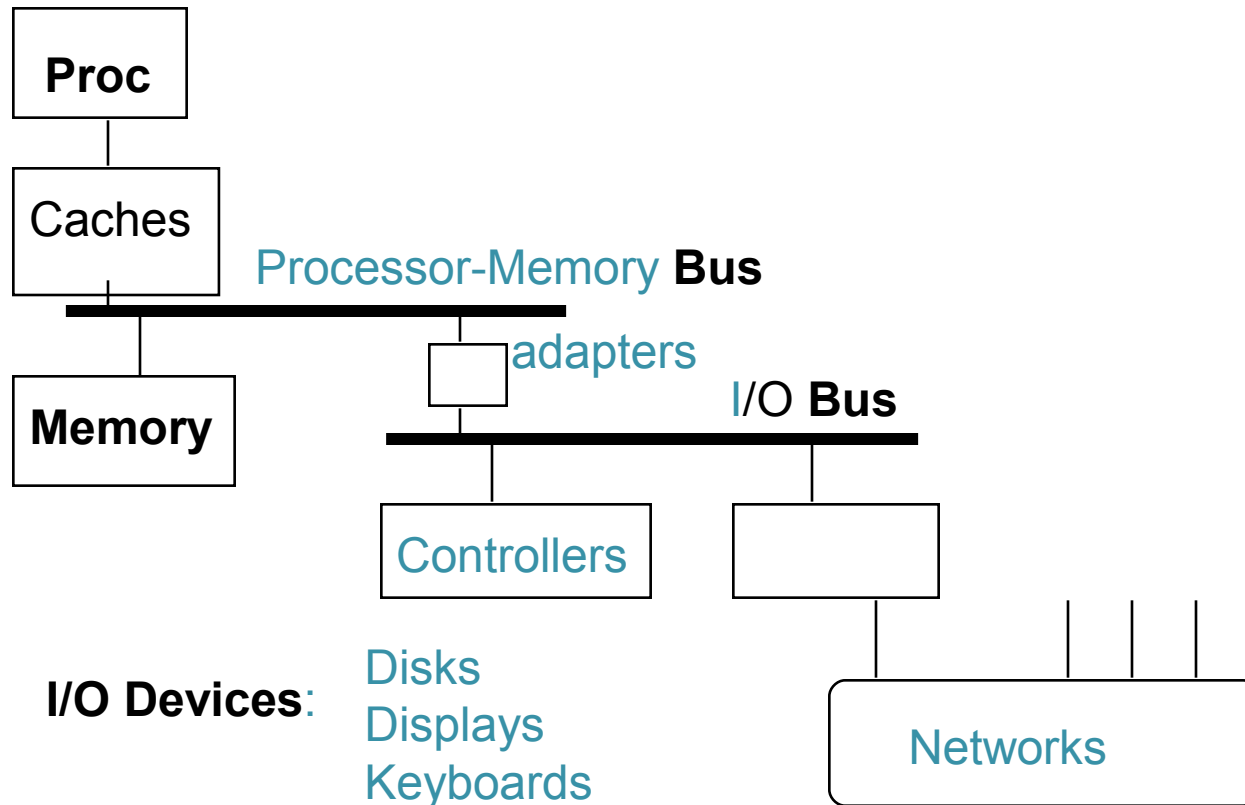 Proc
Caches
Processor-Memory Bus
adapters
I/O Bus
Memory
Controllers
I/O Devices:
Disks
Displays
Keyboards
Networks